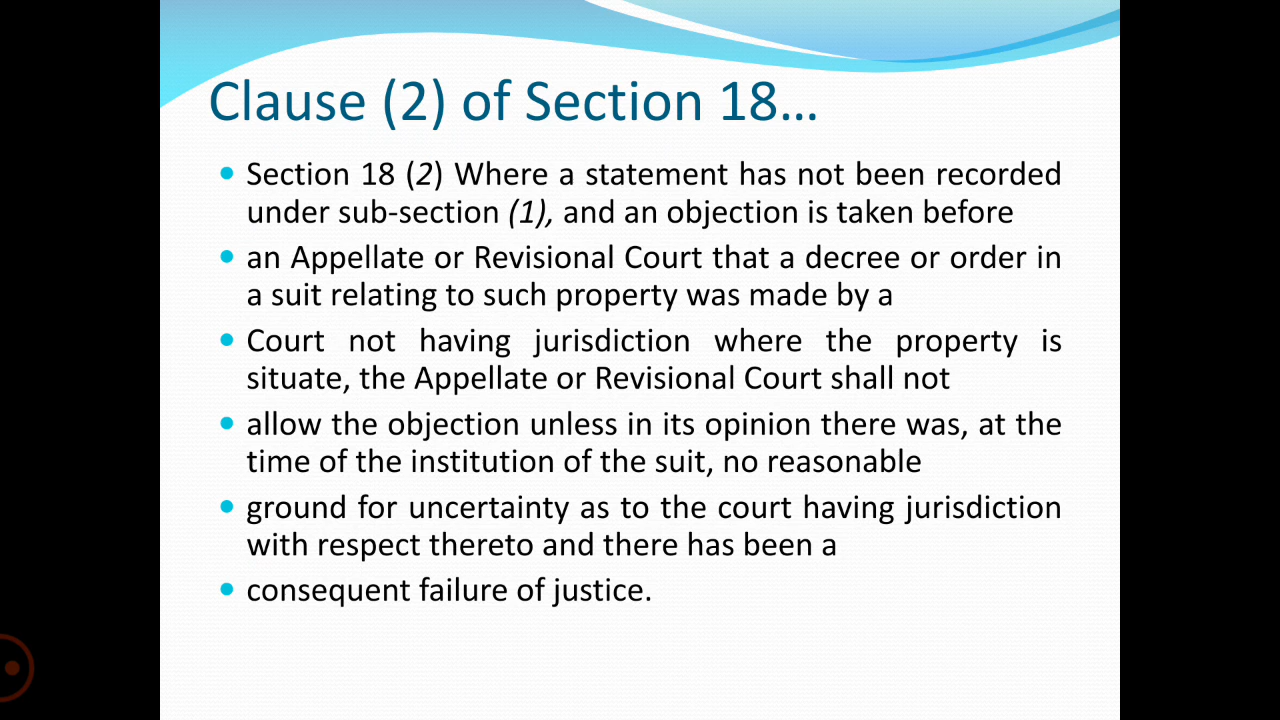 Clause (2) of Section 18…
• Section 18 (2) Where a statement has not been recorded
under sub-section (1), and an objection is taken before
• an Appellate or Revisional Court that a decree or order in
a suit relating to such property was made by a
• Court not having jurisdiction where the property is
situate, the Appellate or Revisional Court shall not
• allow the objection unless in its opinion there was, at the
time of the institution of the suit, no reasonable
• ground for uncertainty as to the court having jurisdiction
with respect thereto and there has been a
• consequent failure of justice.